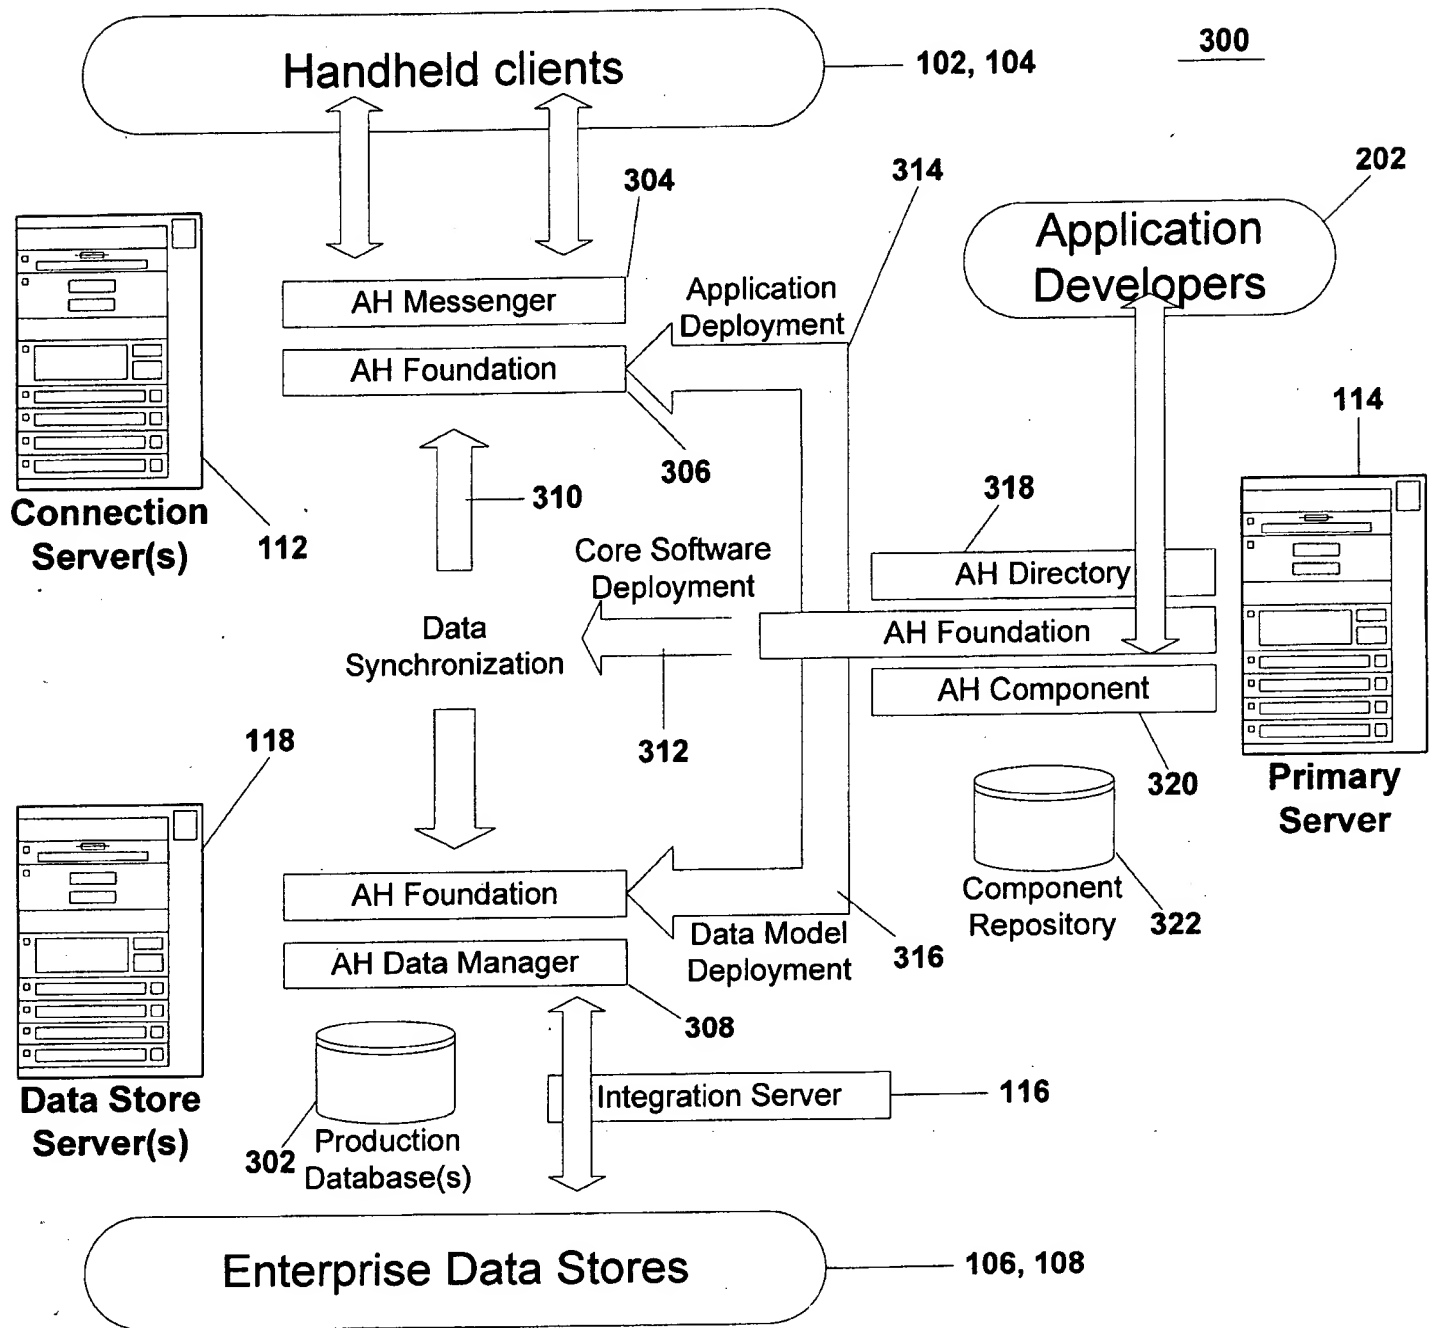 300
Handheld clients
102, 104
304
314
202
Application
Developers
AH Messenger
Application
Deployment
AH Foundation
306
114
Connection
Server(s)
112
310
318
Core Software
Deployment
AH Directory
Data
Synchronization
AH Foundation
AH Component
312
320
Primary
Server
118
AH Foundation
Component
Repository
322
Data Model
Deployment
316
AH Data Manager
308
Data Store
Server(s)
Integration Server
116
302
Production
Database(s)
Enterprise Data Stores
106, 108